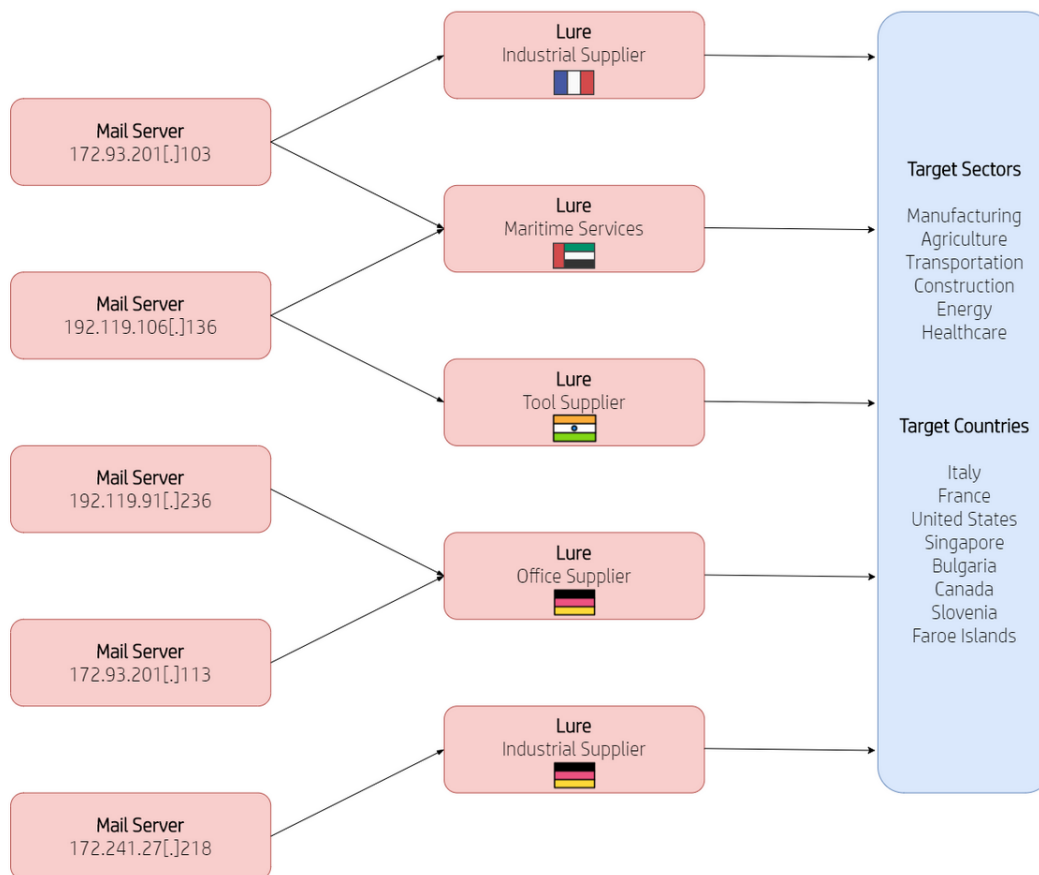 Lure
Industrial Supplier
Mail Server
172.93.201[.]103
Lure
Maritime Services
Mail Server
192.119.106[.]136
Lure
Tool Supplier
Mail Server
192.119.91[.]236
Lure
Office Supplier
Mail Server
172.93.201[.]113
Lure
Industrial Supplier
Mail Server
172.241.27[.]218
Target Sectors
Manufacturing
Agriculture
Transportation
Construction
Energy
Healthcare
Target Countries
Italy
France
United States
Singapore
Bulgaria
Canada
Slovenia
Faroe Islands